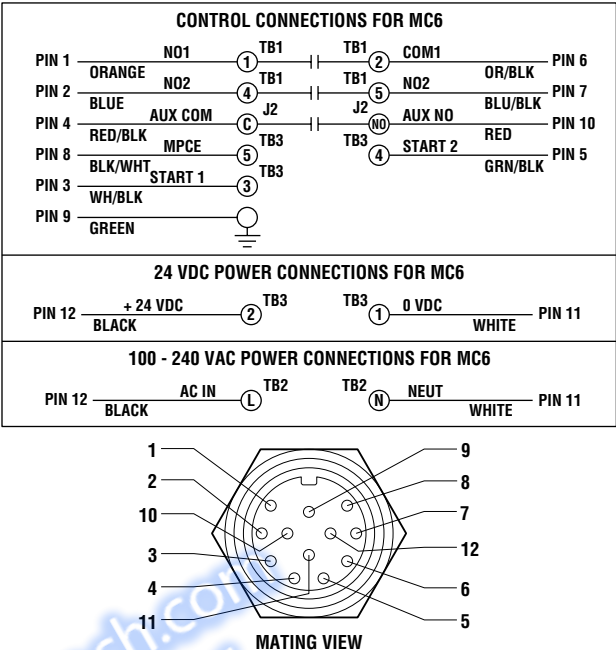 CONTROL CONNECTIONS FOR MC6
PIN 1 NO1 ORANGE 1 TB1 TB1 2 COM1 OR/BLK PIN 6
PIN 2 NO2 BLUE 4 TB1 TB1 5 NO2 BLU/BLK PIN 7
PIN 4 AUX COM RED/BLK C J2 J2 NO AUX NO RED PIN 10
PIN 8 MPCE BLK/WHT 5 TB3 TB3 4 START 2 GRN/BLK PIN 5
PIN 3 START 1 WH/BLK 3 TB3
PIN 9 GREEN
24 VDC POWER CONNECTIONS FOR MC6
PIN 12 + 24 VDC BLACK 2 TB3 TB3 1 0 VDC WHITE PIN 11
100 - 240 VAC POWER CONNECTIONS FOR MC6
PIN 12 AC IN BLACK L TB2 TB2 N NEUT WHITE PIN 11
1 9
2 8
10 7
3 12
4 6
11 5
MATING VIEW